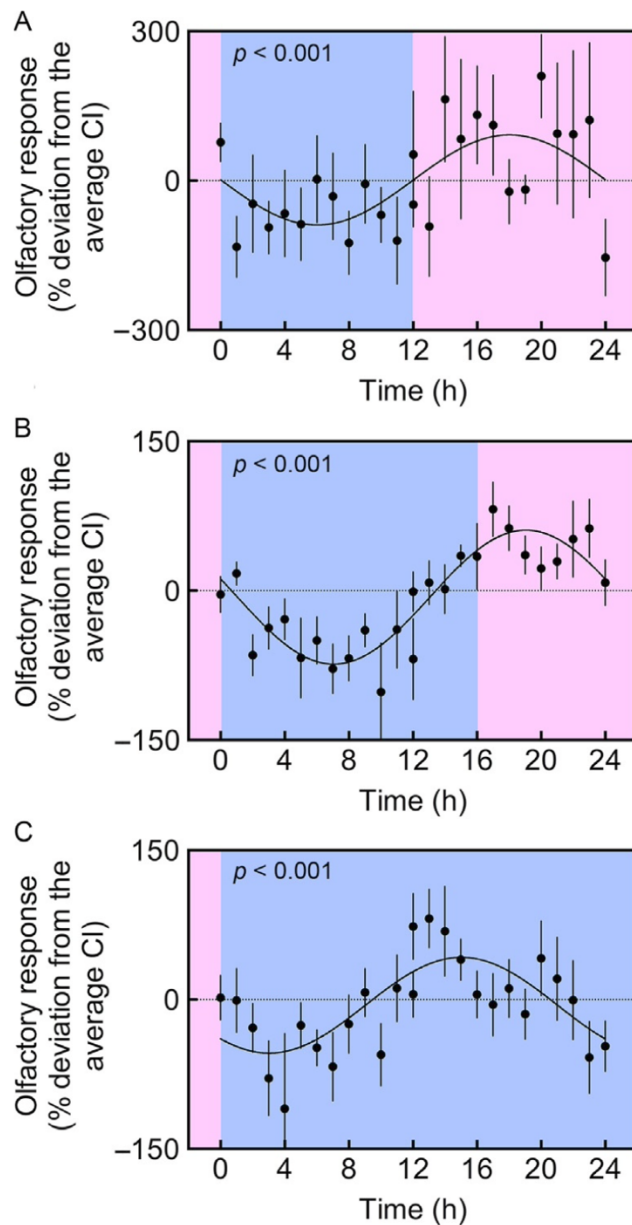 A
Olfactory response
(% deviation from the
average CI)
300
0
−300
p < 0.001
0 4 8 12 16 20 24
Time (h)
B
Olfactory response
(% deviation from the
average CI)
150
0
−150
p < 0.001
0 4 8 12 16 20 24
Time (h)
C
Olfactory response
(% deviation from the
average CI)
150
0
−150
p < 0.001
0 4 8 12 16 20 24
Time (h)